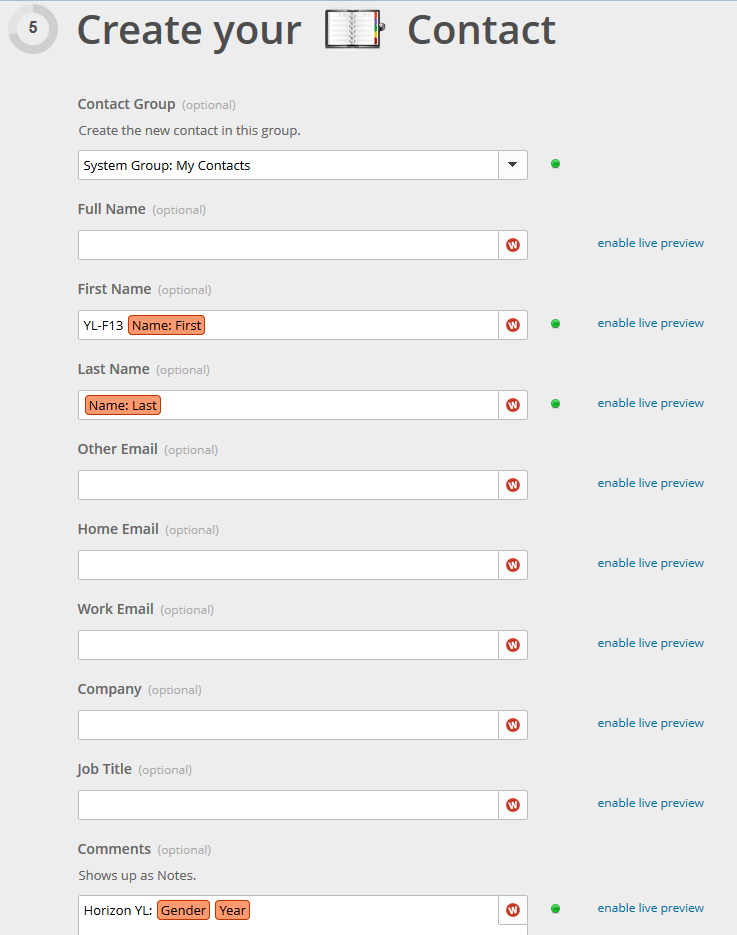 5 Create your Contact
Contact Group (optional)
Create the new contact in this group.
System Group: My Contacts
Full Name (optional)
W enable live preview
First Name (optional)
YL-F13 Name: First W enable live preview
Last Name (optional)
Name: Last W enable live preview
Other Email (optional)
W enable live preview
Home Email (optional)
W enable live preview
Work Email (optional)
W enable live preview
Company (optional)
W enable live preview
Job Title (optional)
W enable live preview
Comments (optional)
Shows up as Notes.
Horizon YL: Gender Year W enable live preview